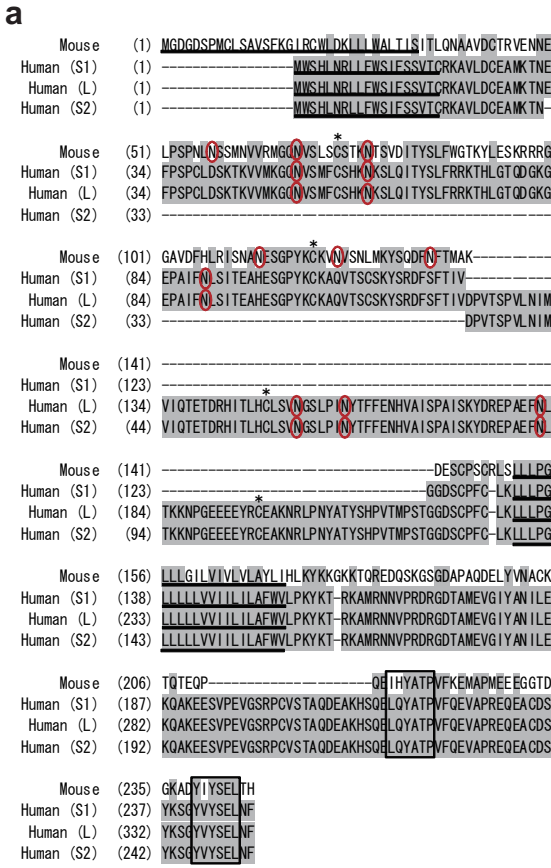 a
Mouse (1) MGDGDSPMCLSAVSFKGIRCWLDKLLLWALTISITLQNAAVDCTRVENNE
Human (S1) (1) -----------------MWSHLNRLLFWSIFSSVTCRKAVLDCEAMKTNE
Human (L) (1) -----------------MWSHLNRLLFWSIFSSVTCRKAVLDCEAMKTNE
Human (S2) (1) -----------------MWSHLNRLLFWSIFSSVTCRKAVLDCEAMKTN-
*
Mouse (51) LPSPNLNSSMNVVRMGQNVSLSCSTKNTSVDITYSLFWGTKYLESKRRRG
Human (S1) (34) FPSPCLDSKTKVVMKGQNVSMFCSHKNKSLQITYSLFRRKTHLGTQDGKG
Human (L) (34) FPSPCLDSKTKVVMKGQNVSMFCSHKNKSLQITYSLFRRKTHLGTQDGKG
Human (S2) (33) --------------------------------------------------
*
Mouse (101) GAVDFHLRISNANESGPYKCKVNVSNLMKYSQDFNFTMAK----------
Human (S1) (84) EPAIFNLSITEAHESGPYKCKAQVTSCSKYSRDFSFTIV-----------
Human (L) (84) EPAIFNLSITEAHESGPYKCKAQVTSCSKYSRDFSFTIVDPVTSPVLNIM
Human (S2) (33) ---------------------------------------DPVTSPVLNIM
Mouse (141) --------------------------------------------------
Human (S1) (123) --------------------------------------------------
*
Human (L) (134) VIQTETDRHITLHCLSVNGSLPINYTFFENHVAISPAISKYDREPAEFNL
Human (S2) (44) VIQTETDRHITLHCLSVNGSLPINYTFFENHVAISPAISKYDREPAEFNL
Mouse (141) -----------------------------------DESCPSCRLSLLLPG
Human (S1) (123) ----------------------------------GGDSCPFC-LKLLLPG
*
Human (L) (184) TKKNPGEEEEYRCEAKNRLPNYATYSHPVTMPSTGGDSCPFC-LKLLLPG
Human (S2) (94) TKKNPGEEEEYRCEAKNRLPNYATYSHPVTMPSTGGDSCPFC-LKLLLPG
Mouse (156) LLLGILVIVLVLAYLIHLKYKKGKKTQREDQSKGSGDAPAQDELYVNACK
Human (S1) (138) LLLLLVVIILILAFWVLPKYKT-RKAMRNNVPRDRGDTAMEVGIYANILE
Human (L) (233) LLLLLVVIILILAFWVLPKYKT-RKAMRNNVPRDRGDTAMEVGIYANILE
Human (S2) (143) LLLLLVVIILILAFWVLPKYKT-RKAMRNNVPRDRGDTAMEVGIYANILE
Mouse (206) TQTEQP---------------------QEIHYATPVFKEMAPMEEEGGTD
Human (S1) (187) KQAKEESVPEVGSRPCVSTAQDEAKHSQELQYATPVFQEVAPREQEACDS
Human (L) (282) KQAKEESVPEVGSRPCVSTAQDEAKHSQELQYATPVFQEVAPREQEACDS
Human (S2) (192) KQAKEESVPEVGSRPCVSTAQDEAKHSQELQYATPVFQEVAPREQEACDS
Mouse (235) GKADYIYSELTH
Human (S1) (237) YKSGYVYSELNF
Human (L) (332) YKSGYVYSELNF
Human (S2) (242) YKSGYVYSELNF